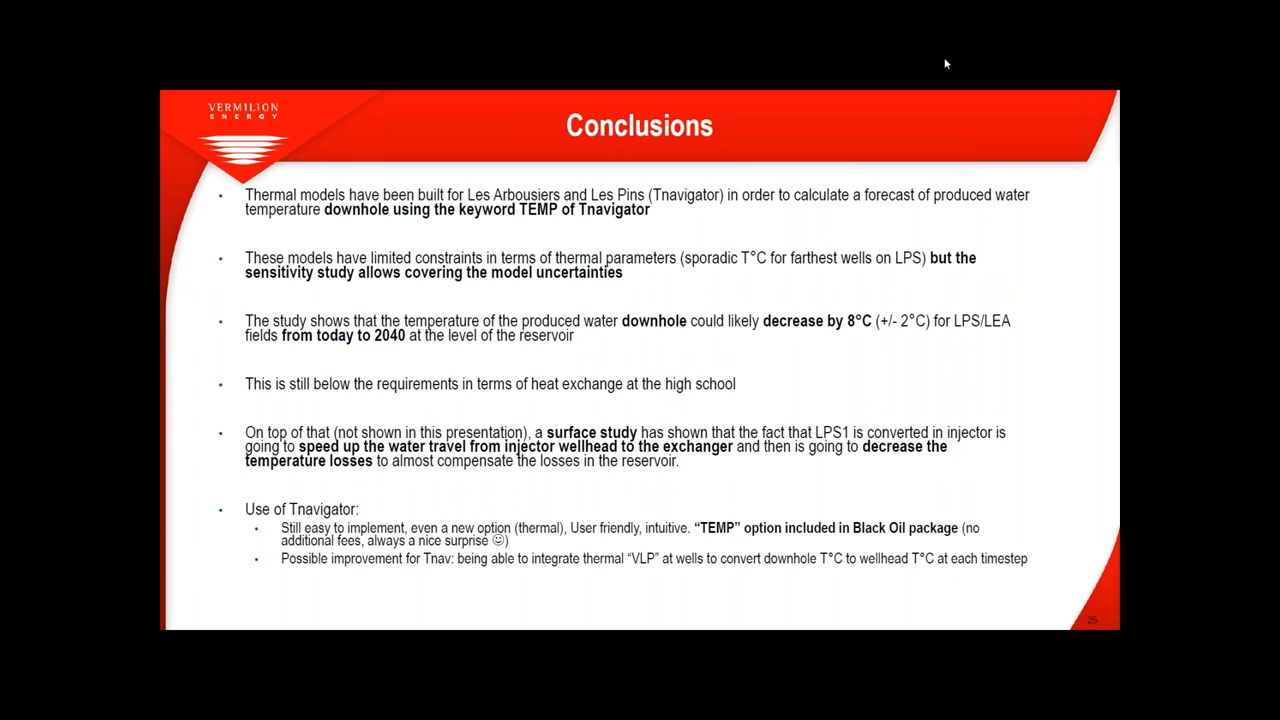 VERMILION
ENERGY
Conclusions
• Thermal models have been built for Les Arbousiers and Les Pins (Tnavigator) in order to calculate a forecast of produced water
temperature downhole using the keyword TEMP of Tnavigator
• These models have limited constraints in terms of thermal parameters (sporadic T°C for farthest wells on LPS) but the
sensitivity study allows covering the model uncertainties
• The study shows that the temperature of the produced water downhole could likely decrease by 8°C (+/- 2°C) for LPS/LEA
fields from today to 2040 at the level of the reservoir
• This is still below the requirements in terms of heat exchange at the high school
• On top of that (not shown in this presentation), a surface study has shown that the fact that LPS1 is converted in injector is
going to speed up the water travel from injector wellhead to the exchanger and then is going to decrease the
temperature losses to almost compensate the losses in the reservoir.
• Use of Tnavigator:
• Still easy to implement, even a new option (thermal), User friendly, intuitive. “TEMP” option included in Black Oil package (no
additional fees, always a nice surprise ☺)
• Possible improvement for Tnav: being able to integrate thermal “VLP” at wells to convert downhole T°C to wellhead T°C at each timestep
25